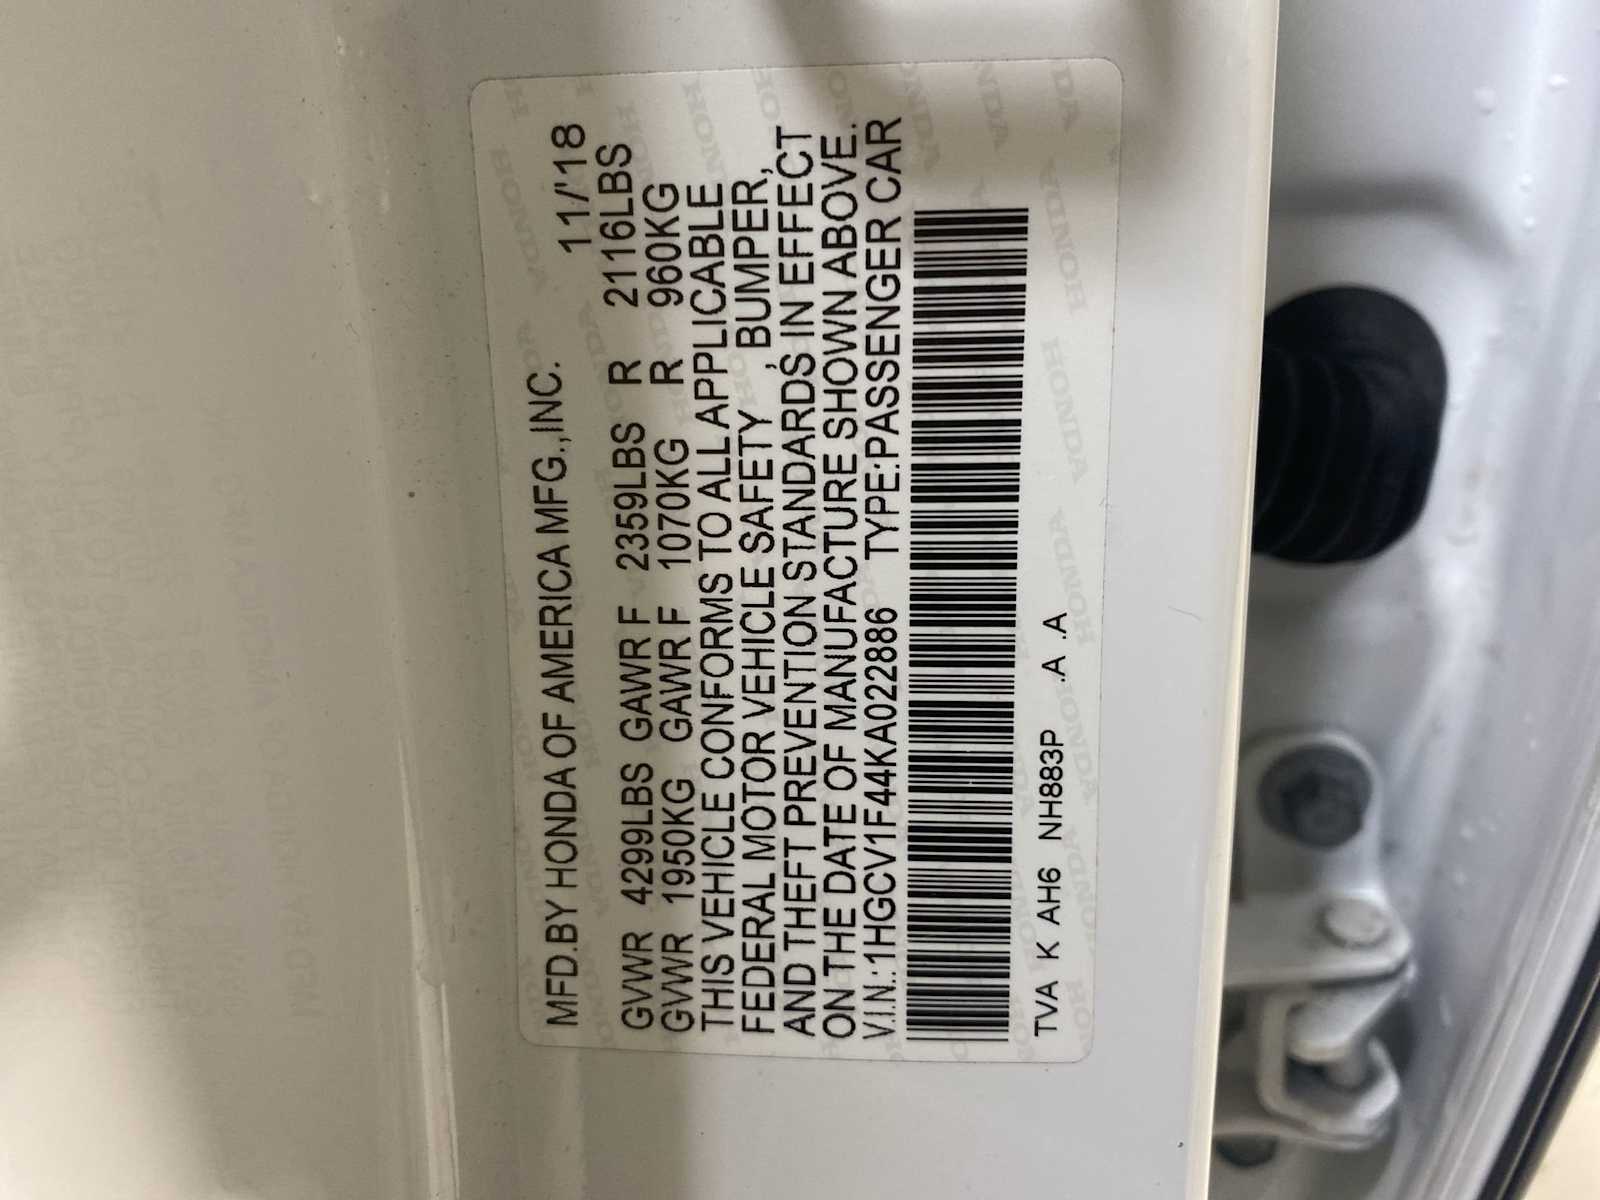 MFD.BY HONDA OF AMERICA MFG.,INC. 11/'18
GVWR 4299LBS GAWR F 2359LBS R 2116LBS
GVWR 1950KG GAWR F 1070KG R 960KG
THIS VEHICLE CONFORMS TO ALL APPLICABLE
FEDERAL MOTOR VEHICLE SAFETY , BUMPER,
AND THEFT PREVENTION STANDARDS IN EFFECT
ON THE DATE OF MANUFACTURE SHOWN ABOVE.
V.I.N.:1HGCV1F44KA022886 TYPE:PASSENGER CAR
TVA K AH6 NH883P .A .A